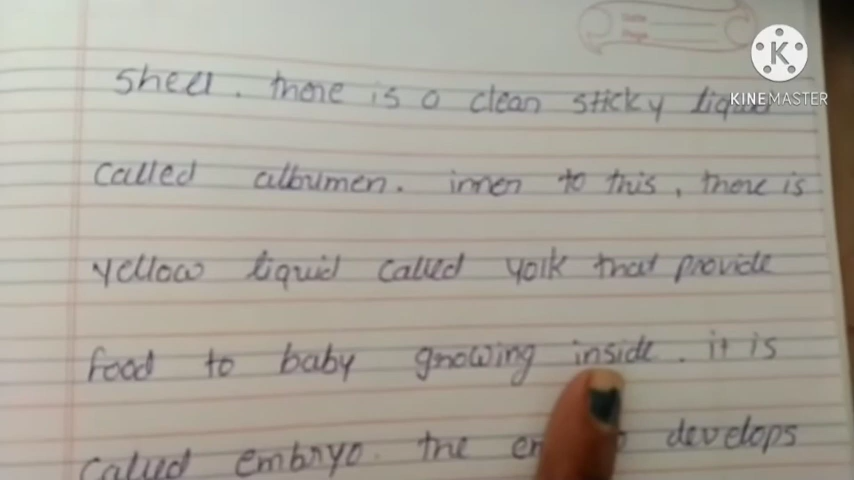 KINEMASTER
shell. there is a clean sticky liquid
called albumen. inner to this, there is
yellow liquid called yolk that provide
food to baby growing inside. it is
called embryo. the develops